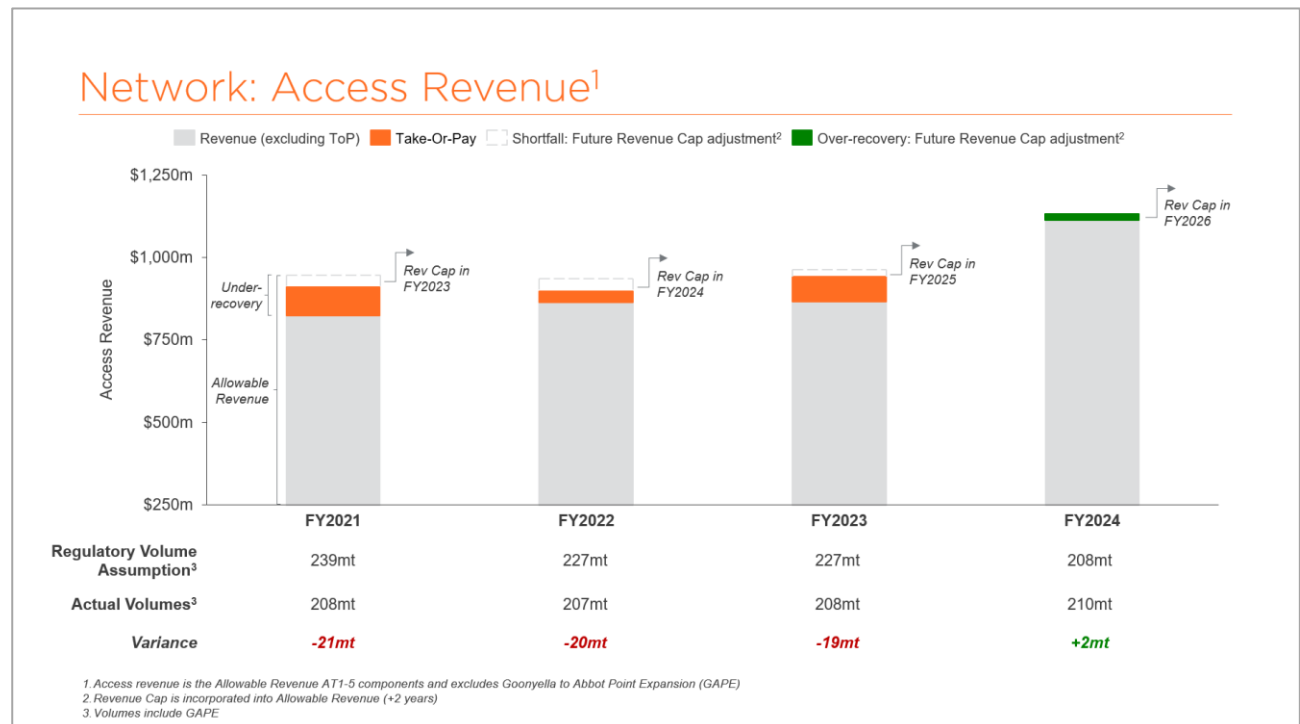 Network: Access Revenue¹
Revenue (excluding ToP) Take-Or-Pay Shortfall: Future Revenue Cap adjustment² Over-recovery: Future Revenue Cap adjustment²
Access Revenue
$1,250m
$1,000m
$750m
$500m
$250m
Under-
recovery
Allowable
Revenue
Rev Cap in
FY2023
Rev Cap in
FY2024
Rev Cap in
FY2025
Rev Cap in
FY2026
FY2021 FY2022 FY2023 FY2024
Regulatory Volume
Assumption³ 239mt 227mt 227mt 208mt
Actual Volumes³ 208mt 207mt 208mt 210mt
Variance -21mt -20mt -19mt +2mt
1. Access revenue is the Allowable Revenue AT1-5 components and excludes Goonyella to Abbot Point Expansion (GAPE)
2. Revenue Cap is incorporated into Allowable Revenue (+2 years)
3. Volumes include GAPE